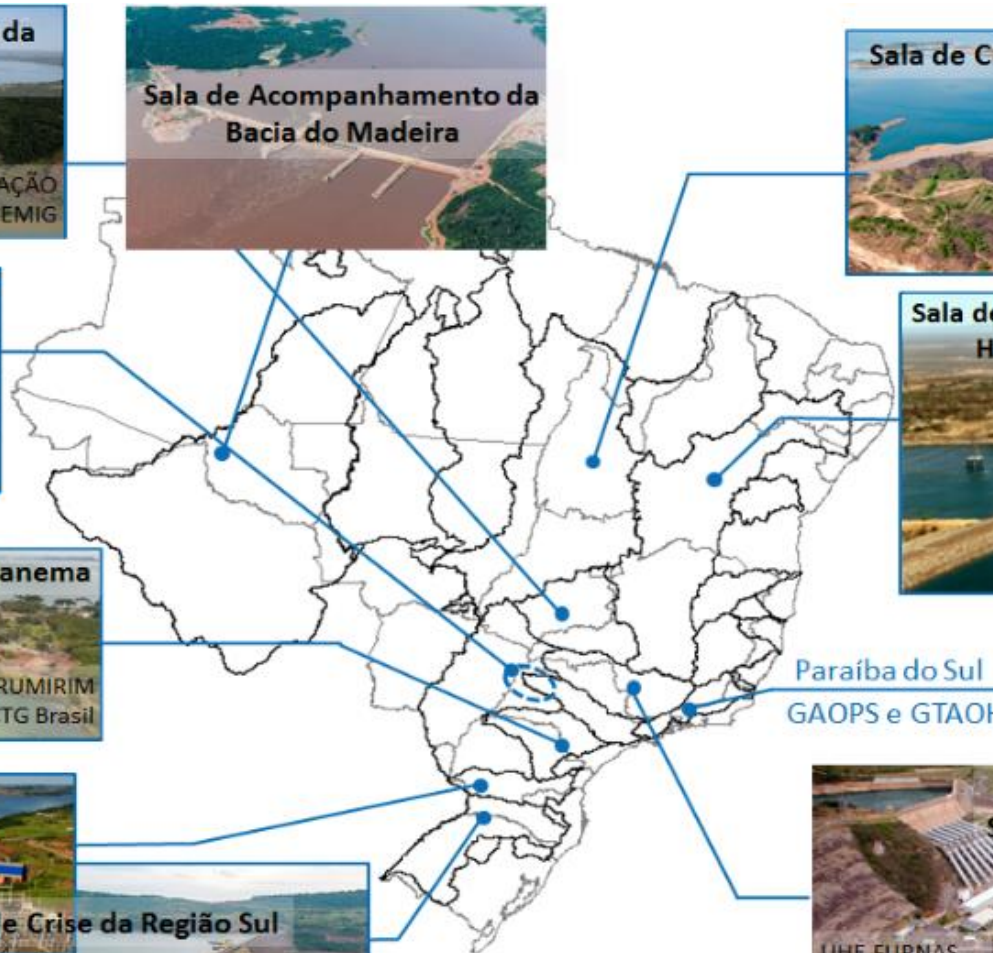 da
AÇÃO
EMIG
Sala de Acompanhamento da
Bacia do Madeira
Sala de C
Sala de
H
anema
RUMIRIM
TG Brasil
Paraíba do Sul
GAOPS e GTAOH
e Crise da Região Sul
UHE FURNAS